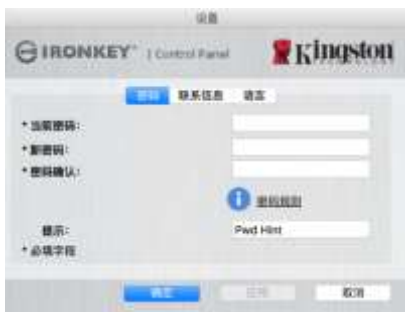 设置
IRONKEY™ | Control Panel Kingston
密码 联系信息 语言
* 当前密码:
* 新密码:
* 密码确认:
密码规则
提示: Pwd Hint
* 必填字段
确定 应用 取消